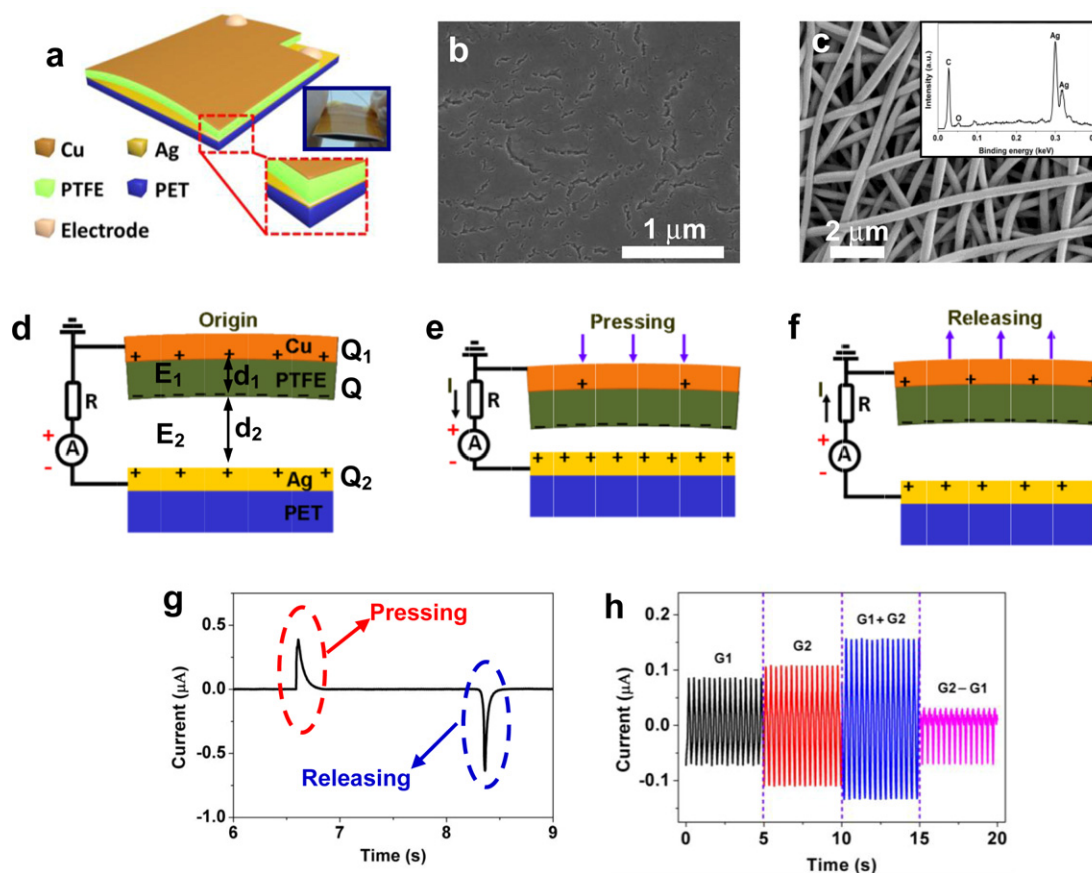 a
Cu
Ag
PTFE
PET
Electrode
b
1 μm
c
2 μm
Intensity (a.u.)
C
O
Ag
Ag
0.0
0.1
0.2
0.3
Binding energy (keV)
d
Origin
Cu
Q1
E1
d1
PTFE
Q
R
E2
d2
+
A
-
Ag
Q2
PET
e
Pressing
I
R
+
A
-
f
Releasing
I
R
+
A
-
g
Pressing
Releasing
Current (μA)
0.5
0.0
-0.5
-1.0
6
7
8
9
Time (s)
h
G1
G2
G1+G2
G2−G1
Current (μA)
0.2
0.1
0.0
-0.1
0
5
10
15
20
Time (s)